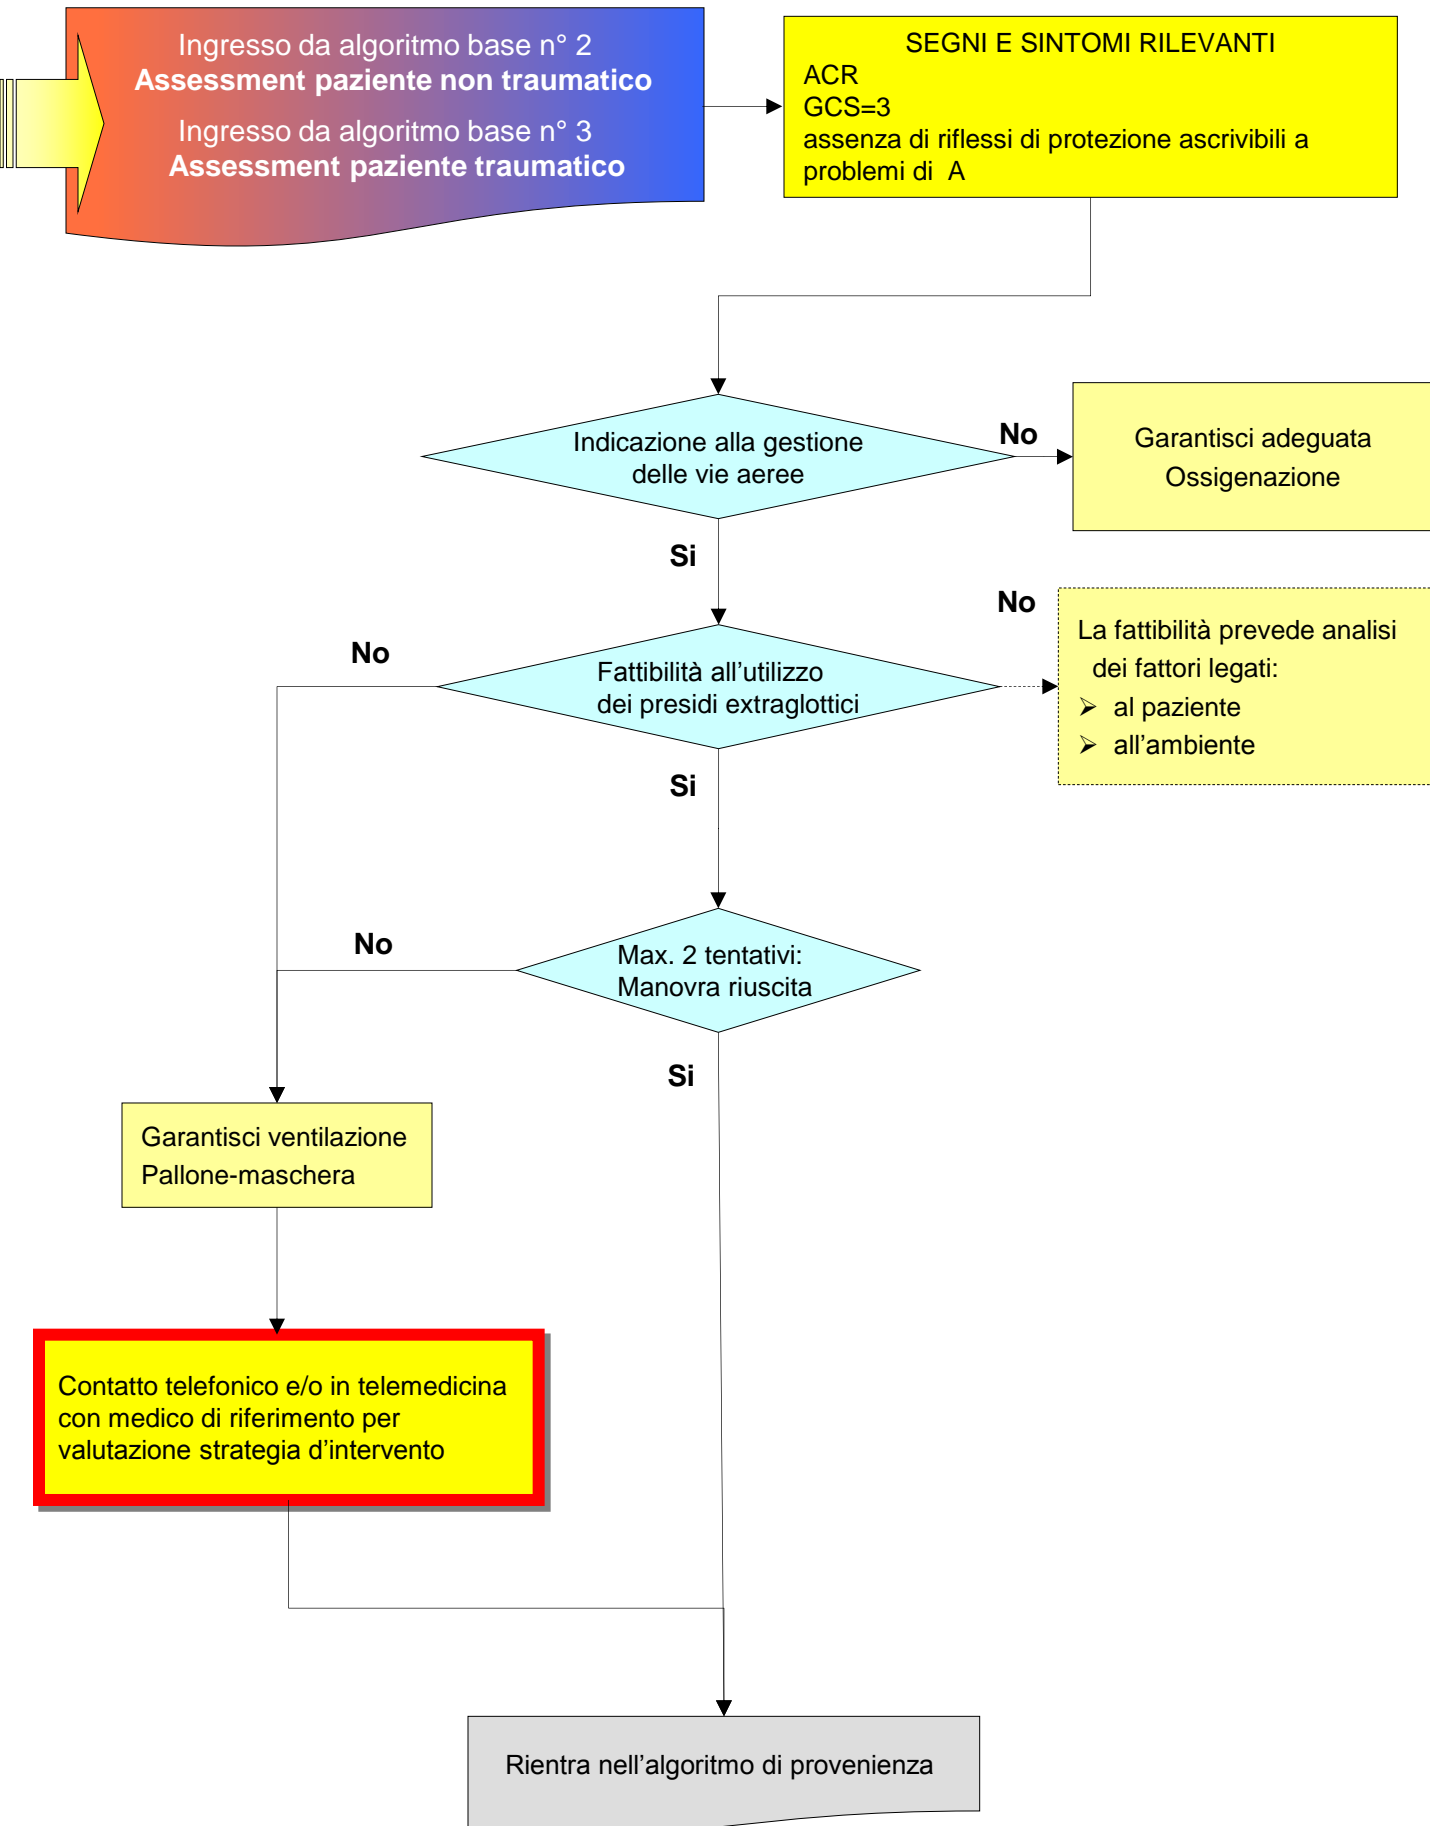 Ingresso da algoritmo base n° 2
Assessment paziente non traumatico
Ingresso da algoritmo base n° 3
Assessment paziente traumatico
SEGNI E SINTOMI RILEVANTI
ACR
GCS=3
assenza di riflessi di protezione ascrivibili a
problemi di A
Indicazione alla gestione
delle vie aeree
No
Garantisci adeguata
Ossigenazione
Si
No
No
Fattibilità all’utilizzo
dei presidi extraglottici
La fattibilità prevede analisi
dei fattori legati:
➢ al paziente
➢ all’ambiente
Si
No
Max. 2 tentativi:
Manovra riuscita
Si
Garantisci ventilazione
Pallone-maschera
Contatto telefonico e/o in telemedicina
con medico di riferimento per
valutazione strategia d’intervento
Rientra nell’algoritmo di provenienza